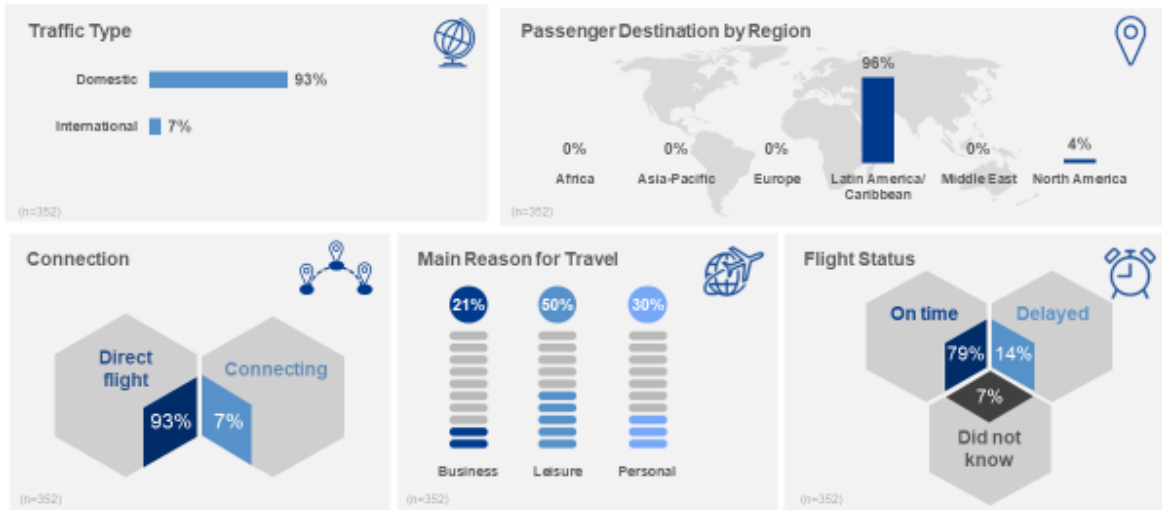 Traffic Type
Domestic 93%
International 7%
(n=352)
Passenger Destination by Region
96%
0% 0% 0% 0% 4%
Africa Asia-Pacific Europe Latin America/ Middle East North America
Caribbean
(n=352)
Connection
Direct
flight
Connecting
93% 7%
(n=352)
Main Reason for Travel
21% 50% 30%
Business Leisure Personal
(n=352)
Flight Status
On time Delayed
79% 14%
7%
Did not
know
(n=352)